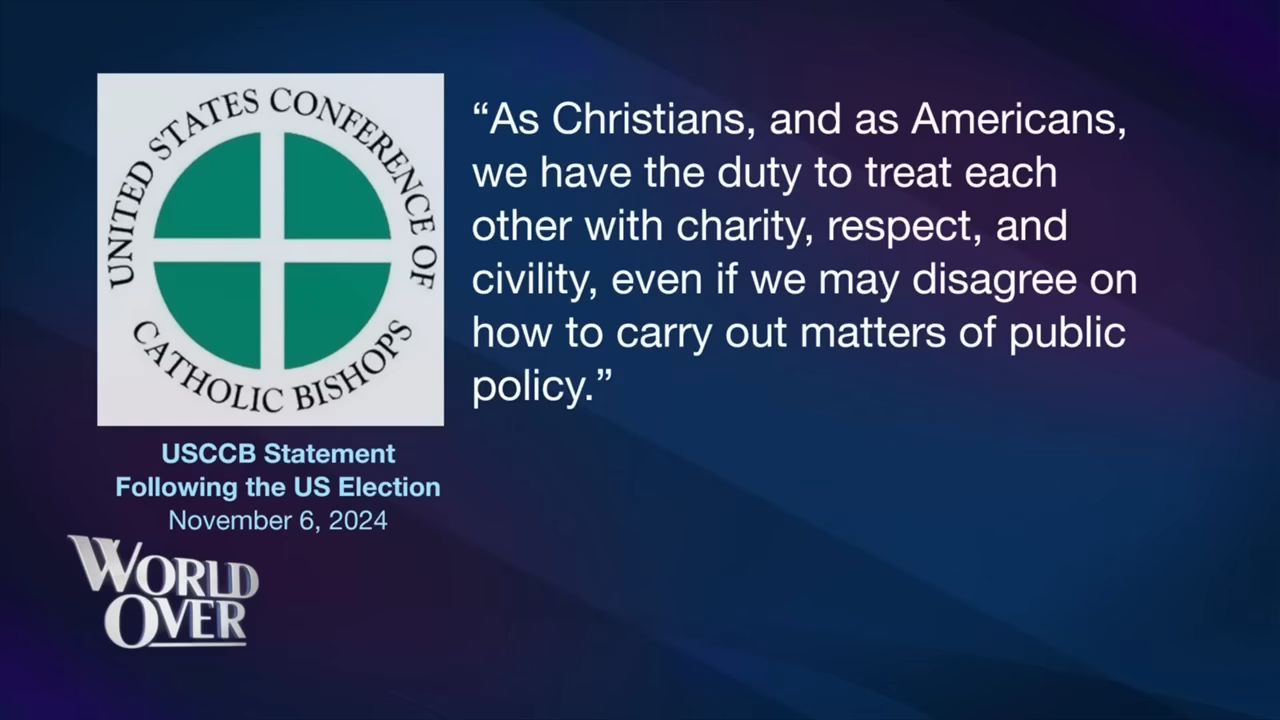 UNITED STATES CONFERENCE OF
CATHOLIC BISHOPS
USCCB Statement
Following the US Election
November 6, 2024
“As Christians, and as Americans,
we have the duty to treat each
other with charity, respect, and
civility, even if we may disagree on
how to carry out matters of public
policy.”
WORLD
OVER